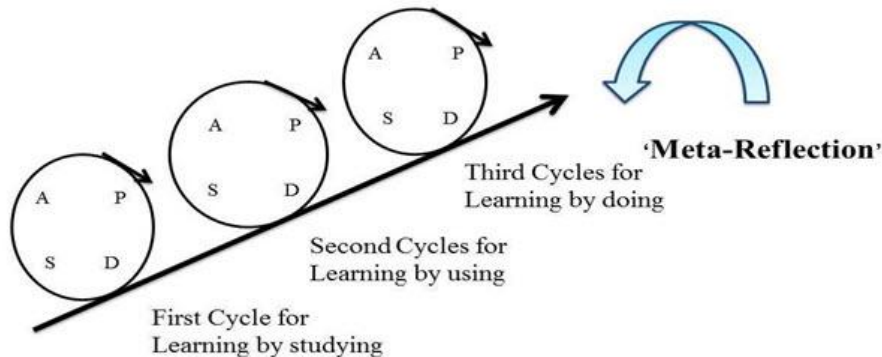 A P
S D
A P
S D
A P
S D
'Meta-Reflection'
Third Cycles for
Learning by doing
Second Cycles for
Learning by using
First Cycle for
Learning by studying